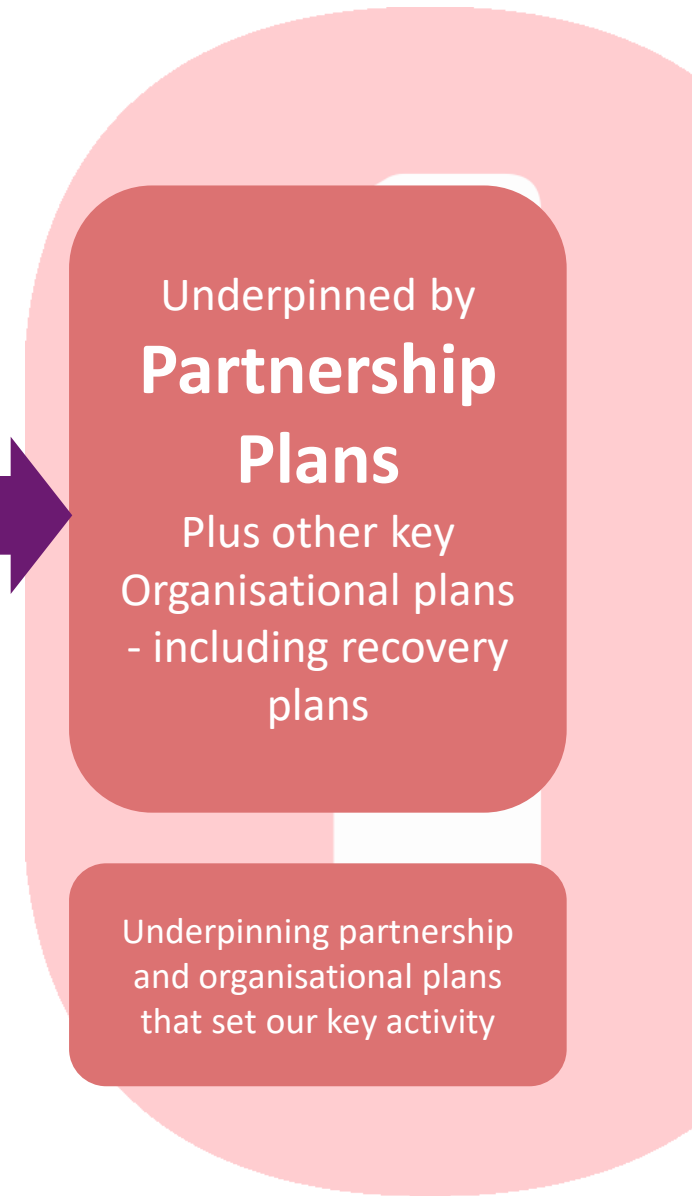 Underpinned by
Partnership
Plans
Plus other key
Organisational plans
- including recovery
plans
Underpinning partnership
and organisational plans
that set our key activity